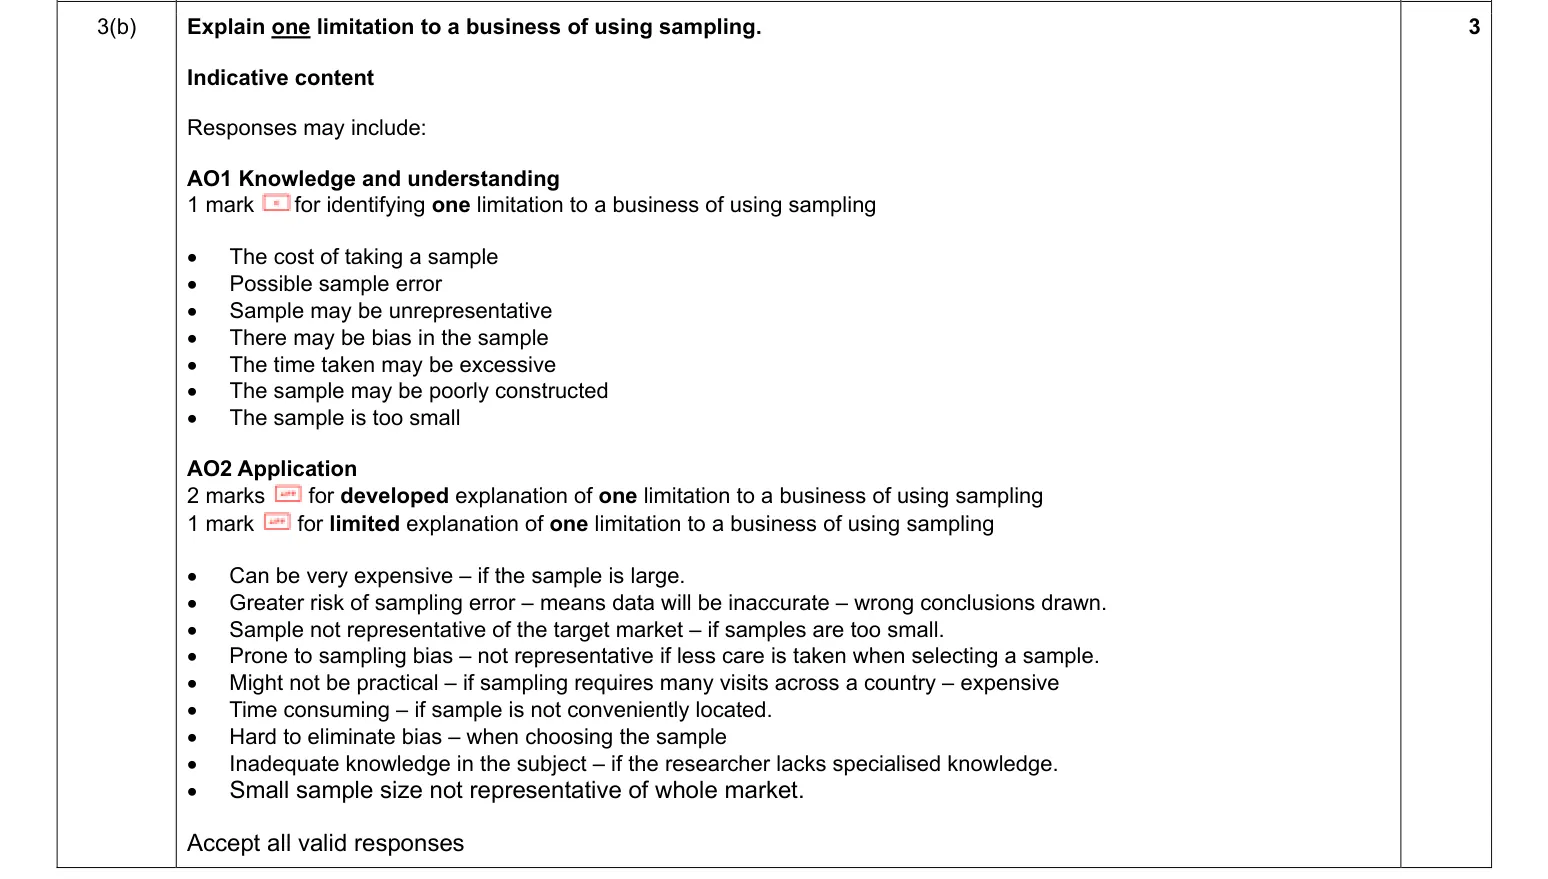 3(b)
Explain one limitation to a business of using sampling.
3
Indicative content
Responses may include:
AO1 Knowledge and understanding
1 mark for identifying one limitation to a business of using sampling
• The cost of taking a sample
• Possible sample error
• Sample may be unrepresentative
• There may be bias in the sample
• The time taken may be excessive
• The sample may be poorly constructed
• The sample is too small
AO2 Application
2 marks for developed explanation of one limitation to a business of using sampling
1 mark for limited explanation of one limitation to a business of using sampling
• Can be very expensive – if the sample is large.
• Greater risk of sampling error – means data will be inaccurate – wrong conclusions drawn.
• Sample not representative of the target market – if samples are too small.
• Prone to sampling bias – not representative if less care is taken when selecting a sample.
• Might not be practical – if sampling requires many visits across a country – expensive
• Time consuming – if sample is not conveniently located.
• Hard to eliminate bias – when choosing the sample
• Inadequate knowledge in the subject – if the researcher lacks specialised knowledge.
• Small sample size not representative of whole market.
Accept all valid responses